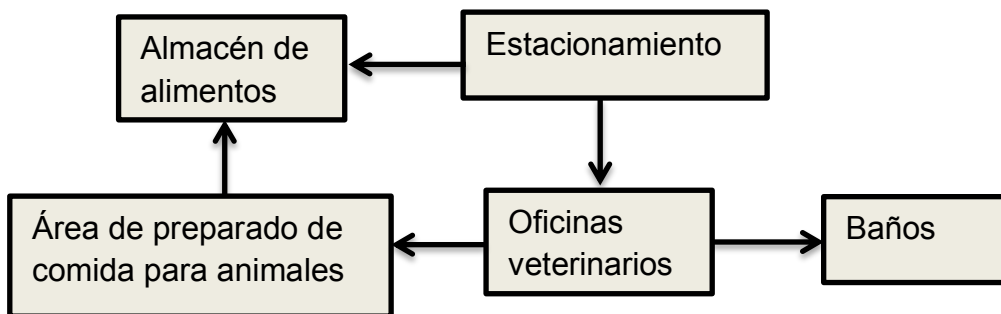 Almacén de
alimentos
Estacionamiento
Área de preparado de
comida para animales
Oficinas
veterinarios
Baños